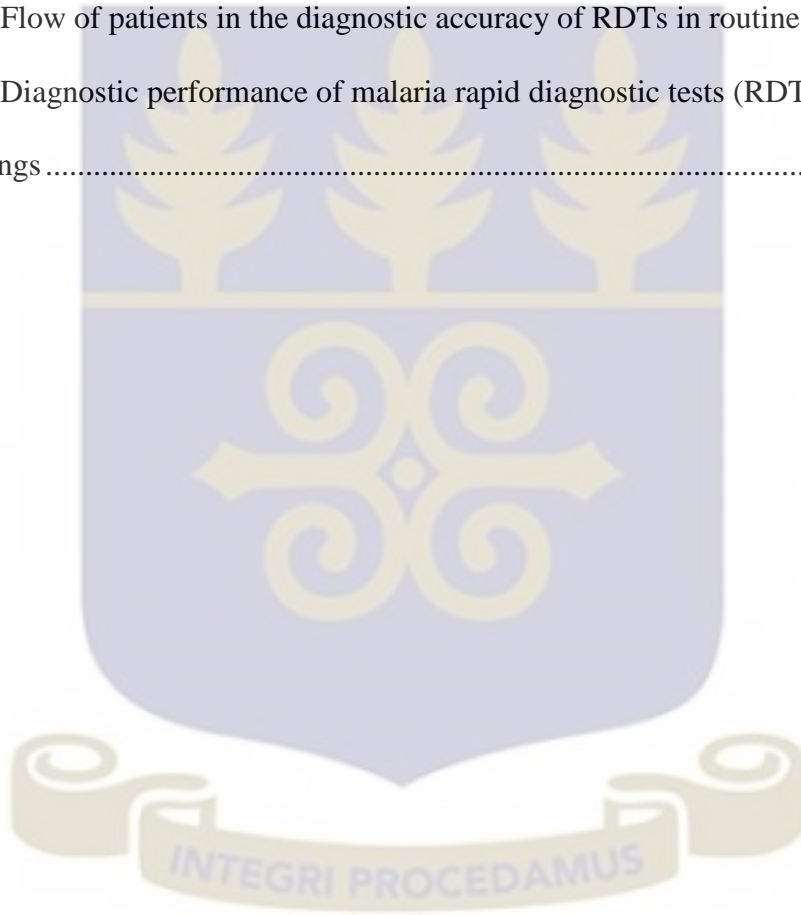 Flow of patients in the diagnostic accuracy of RDTs in routine
Diagnostic performance of malaria rapid diagnostic tests (RDT
ngs................................................................................................
INTEGRI PROCEDAMUS